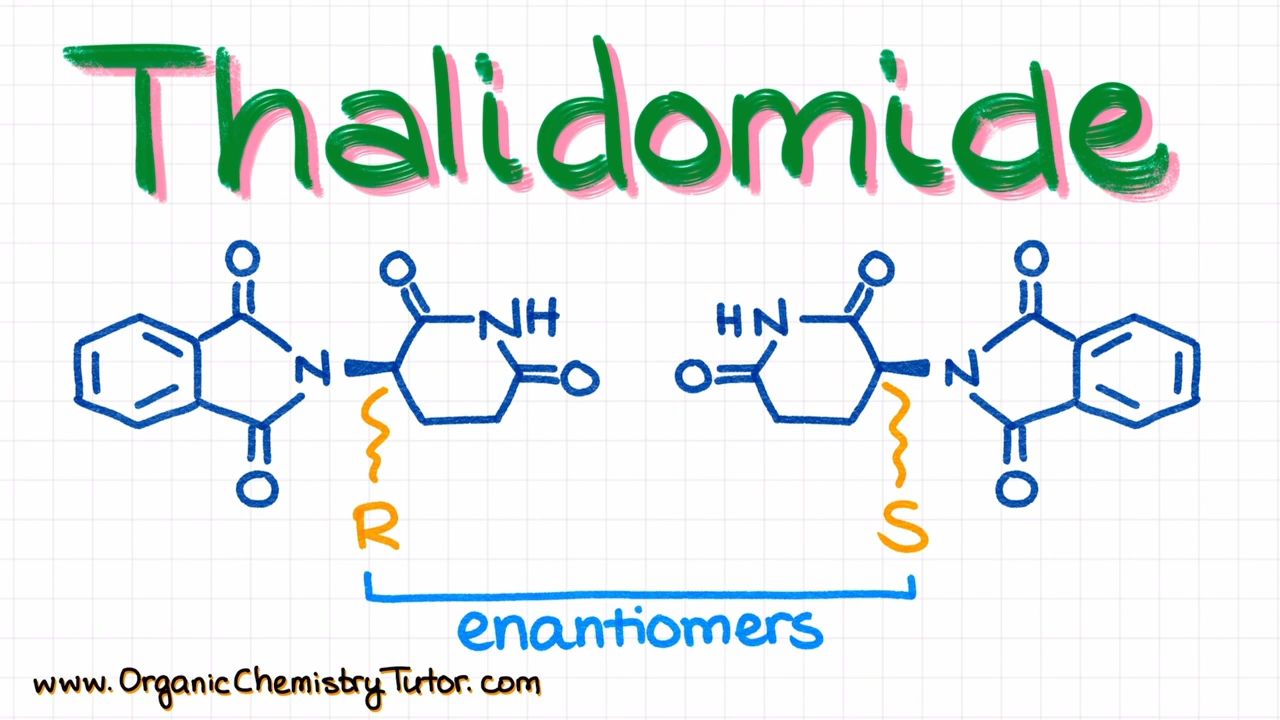 Thalidomide
O O O O
NH HN
N N
O O
O O
R S
enantiomers
www.OrganicChemistryTutor.com